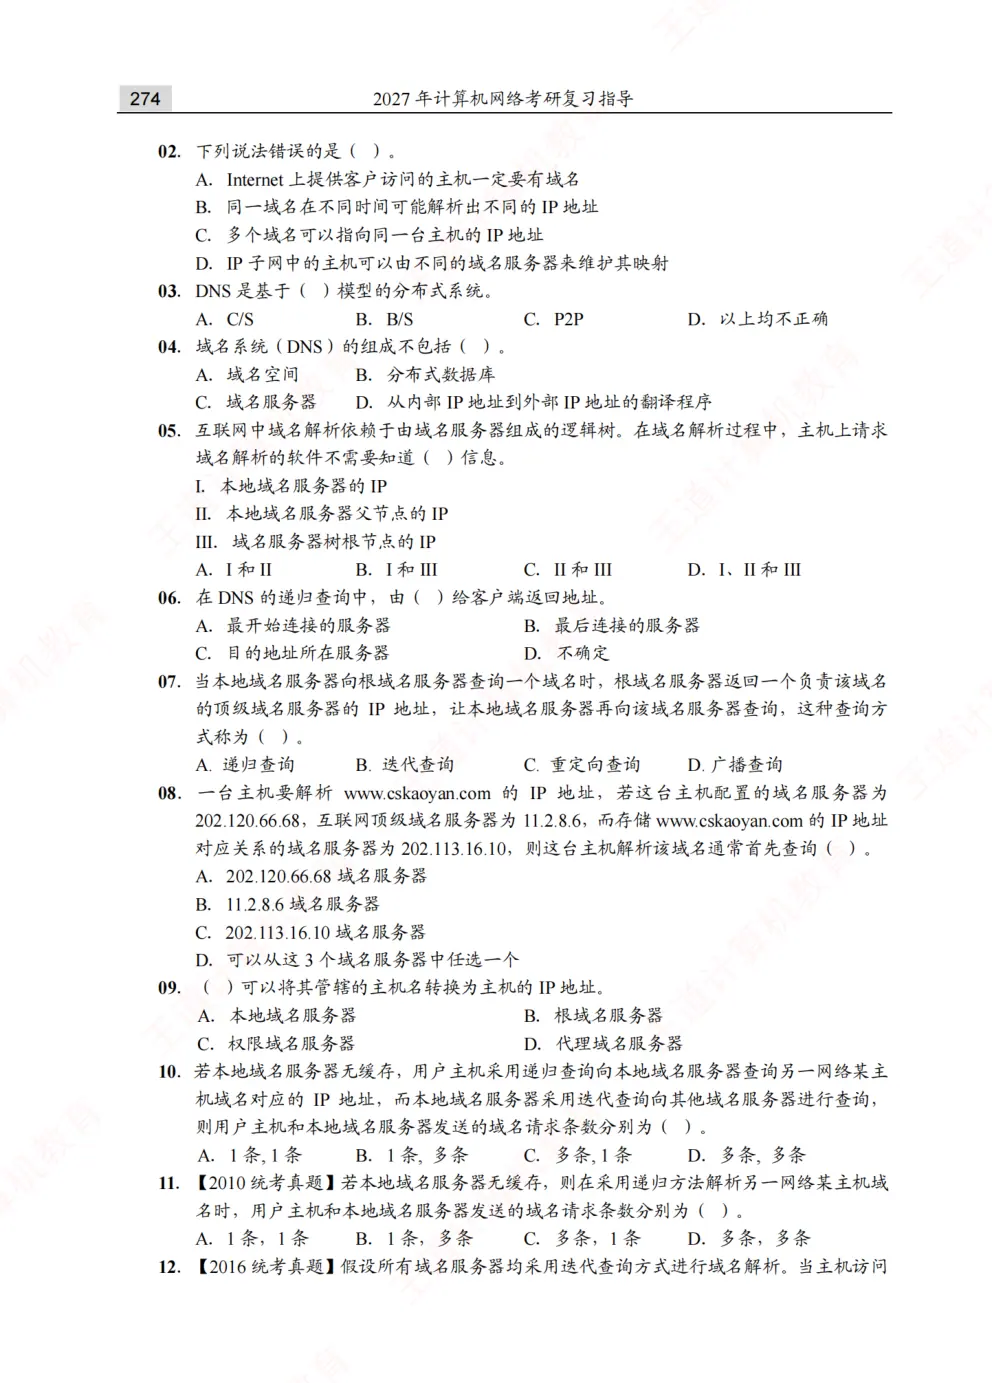 274
2027 年计算机网络考研复习指导
02. 下列说法错误的是（ ）。
A. Internet 上提供客户访问的主机一定要有域名
B. 同一域名在不同时间可能解析出不同的 IP 地址
C. 多个域名可以指向同一台主机的 IP 地址
D. IP 子网中的主机可以由不同的域名服务器来维护其映射
03. DNS 是基于（ ）模型的分布式系统。
A. C/S B. B/S C. P2P D. 以上均不正确
04. 域名系统（DNS）的组成不包括（ ）。
A. 域名空间 B. 分布式数据库
C. 域名服务器 D. 从内部 IP 地址到外部 IP 地址的翻译程序
05. 互联网中域名解析依赖于由域名服务器组成的逻辑树。在域名解析过程中，主机上请求
域名解析的软件不需要知道（ ）信息。
I. 本地域名服务器的 IP
II. 本地域名服务器父节点的 IP
III. 域名服务器树根节点的 IP
A. I 和 II B. I 和 III C. II 和 III D. I、II 和 III
06. 在 DNS 的递归查询中，由（ ）给客户端返回地址。
A. 最开始连接的服务器 B. 最后连接的服务器
C. 目的地址所在服务器 D. 不确定
07. 当本地域名服务器向根域名服务器查询一个域名时，根域名服务器返回一个负责该域名
的顶级域名服务器的 IP 地址，让本地域名服务器再向该域名服务器查询，这种查询方
式称为（ ）。
A. 递归查询 B. 迭代查询 C. 重定向查询 D. 广播查询
08. 一台主机要解析 www.cskaoyan.com 的 IP 地址，若这台主机配置的域名服务器为
202.120.66.68，互联网顶级域名服务器为 11.2.8.6，而存储 www.cskaoyan.com 的 IP 地址
对应关系的域名服务器为 202.113.16.10，则这台主机解析该域名通常首先查询（ ）。
A. 202.120.66.68 域名服务器
B. 11.2.8.6 域名服务器
C. 202.113.16.10 域名服务器
D. 可以从这 3 个域名服务器中任选一个
09. （ ）可以将其管辖的主机名转换为主机的 IP 地址。
A. 本地域名服务器 B. 根域名服务器
C. 权限域名服务器 D. 代理域名服务器
10. 若本地域名服务器无缓存，用户主机采用递归查询向本地域名服务器查询另一网络某主
机域名对应的 IP 地址，而本地域名服务器采用迭代查询向其他域名服务器进行查询，
则用户主机和本地域名服务器发送的域名请求条数分别为（ ）。
A. 1 条, 1 条 B. 1 条, 多条 C. 多条, 1 条 D. 多条, 多条
11. 【2010 统考真题】若本地域名服务器无缓存，则在采用递归方法解析另一网络某主机域
名时，用户主机和本地域名服务器发送的域名请求条数分别为（ ）。
A. 1 条，1 条 B. 1 条，多条 C. 多条，1 条 D. 多条，多条
12. 【2016 统考真题】假设所有域名服务器均采用迭代查询方式进行域名解析。当主机访问